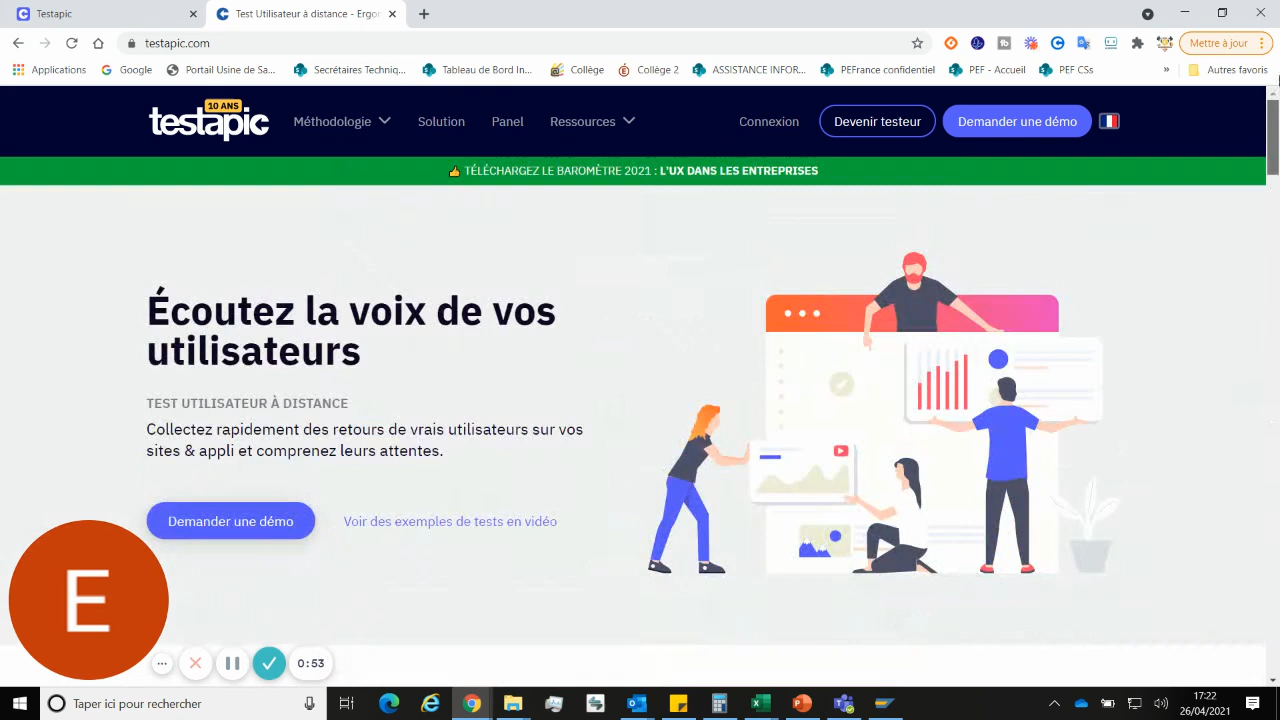 Testapic
Test Utilisateur à distance - Ergo
testapic.com
Mettre à jour
Applications
Google
Portail Usine de Sa...
Secrétaires Techniq...
Tableau de Bord In...
Collège
Collège 2
ASSISTANCE INFOR...
PEFrance confidentiel
PEF - Accueil
PEF CSs
»
Autres favoris
10 ANS
testapic
Méthodologie
Solution
Panel
Ressources
Connexion
Devenir testeur
Demander une démo
TÉLÉCHARGEZ LE BAROMÈTRE 2021 : L'UX DANS LES ENTREPRISES
Écoutez la voix de vos
utilisateurs
TEST UTILISATEUR À DISTANCE
Collectez rapidement des retours de vrais utilisateurs sur vos
sites & appli et comprenez leurs attentes.
Demander une démo
Voir des exemples de tests en vidéo
E
0:53
Taper ici pour rechercher
17:22
26/04/2021